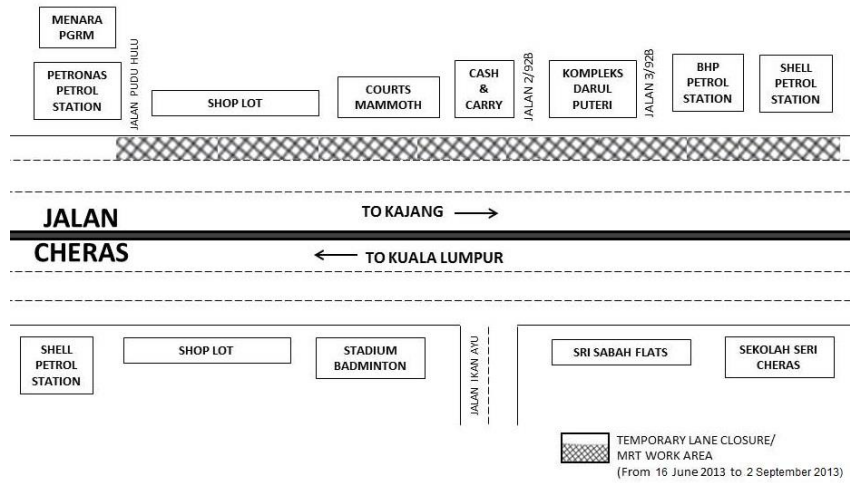 MENARA
PGRM
PETRONAS
PETROL
STATION
JALAN PUDU HULU
SHOP LOT
COURTS
MAMMOTH
CASH
&
CARRY
JALAN 2/92B
KOMPLEKS
DARUL
PUTERI
JALAN 3/92B
BHP
PETROL
STATION
SHELL
PETROL
STATION
JALAN
CHERAS
TO KAJANG
TO KUALA LUMPUR
SHELL
PETROL
STATION
SHOP LOT
STADIUM
BADMINTON
JALAN IKAN AYU
SRI SABAH FLATS
SEKOLAH SERI
CHERAS
TEMPORARY LANE CLOSURE/
MRT WORK AREA
(From 16 June 2013 to 2 September 2013)